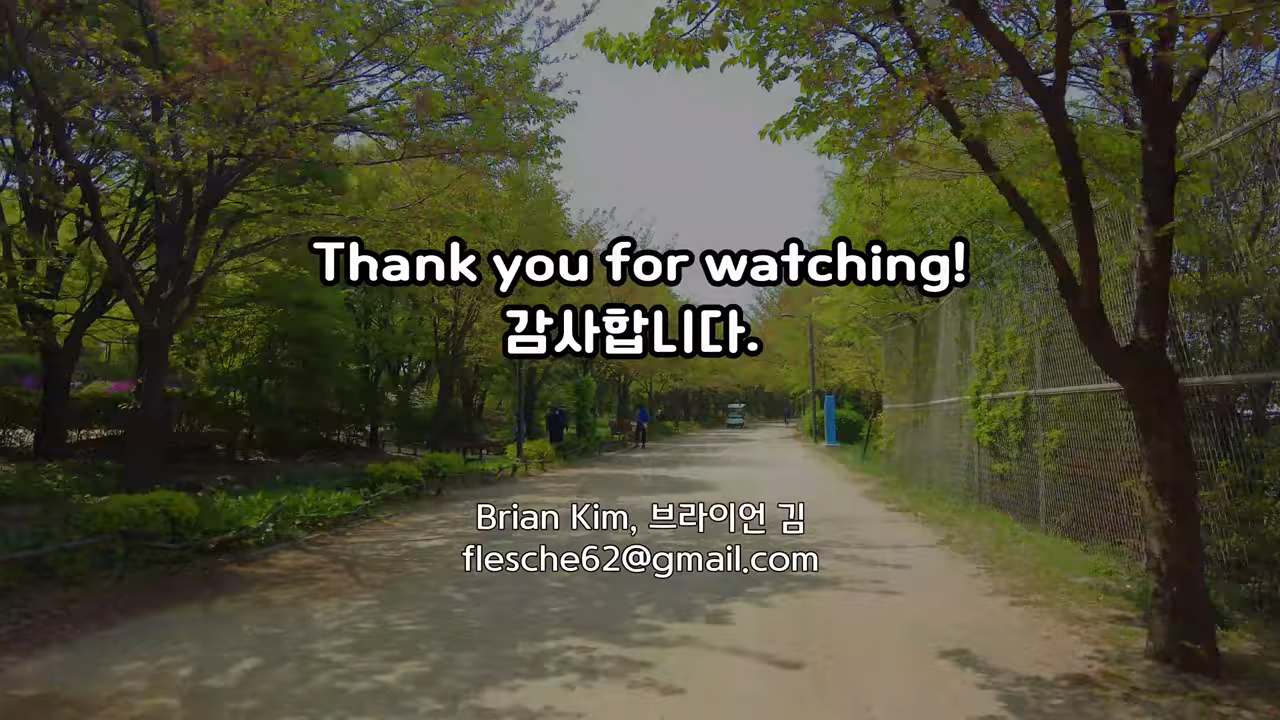 Thank you for watching!
감사합니다.
Brian Kim, 브라이언 김
flesche62@gmail.com